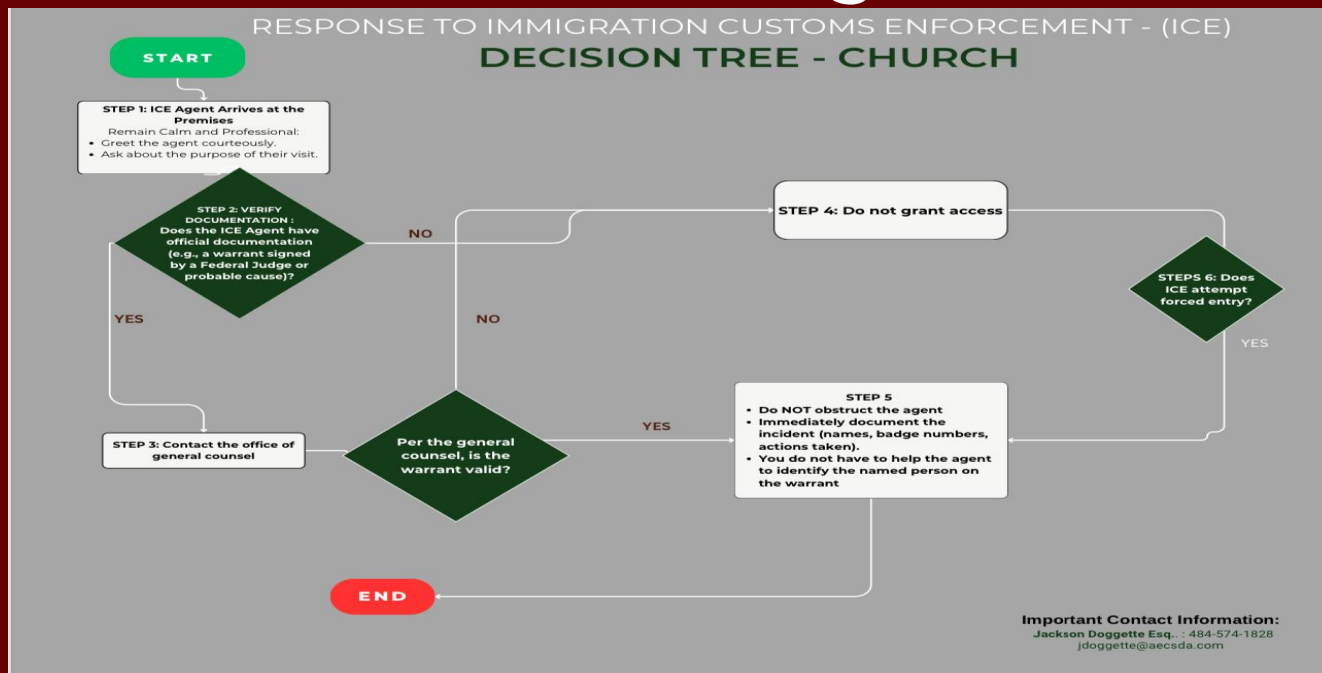 RESPONSE TO IMMIGRATION CUSTOMS ENFORCEMENT - (ICE)
DECISION TREE - CHURCH
START
STEP 1: ICE Agent Arrives at the
Premises
Remain Calm and Professional:
• Greet the agent courteously.
• Ask about the purpose of their visit.
STEP 2: VERIFY
DOCUMENTATION :
Does the ICE Agent have
official documentation
(e.g., a warrant signed
by a Federal Judge or
probable cause)?
NO
YES
STEP 3: Contact the office of
general counsel
Per the general
counsel, is the
warrant valid?
NO
YES
STEP 4: Do not grant access
STEPS 6: Does
ICE attempt
forced entry?
YES
STEP 5
• Do NOT obstruct the agent
• Immediately document the
incident (names, badge numbers,
actions taken).
• You do not have to help the agent
to identify the named person on
the warrant
END
Important Contact Information:
Jackson Doggette Esq.. : 484-574-1828
jdoggette@aecsda.com